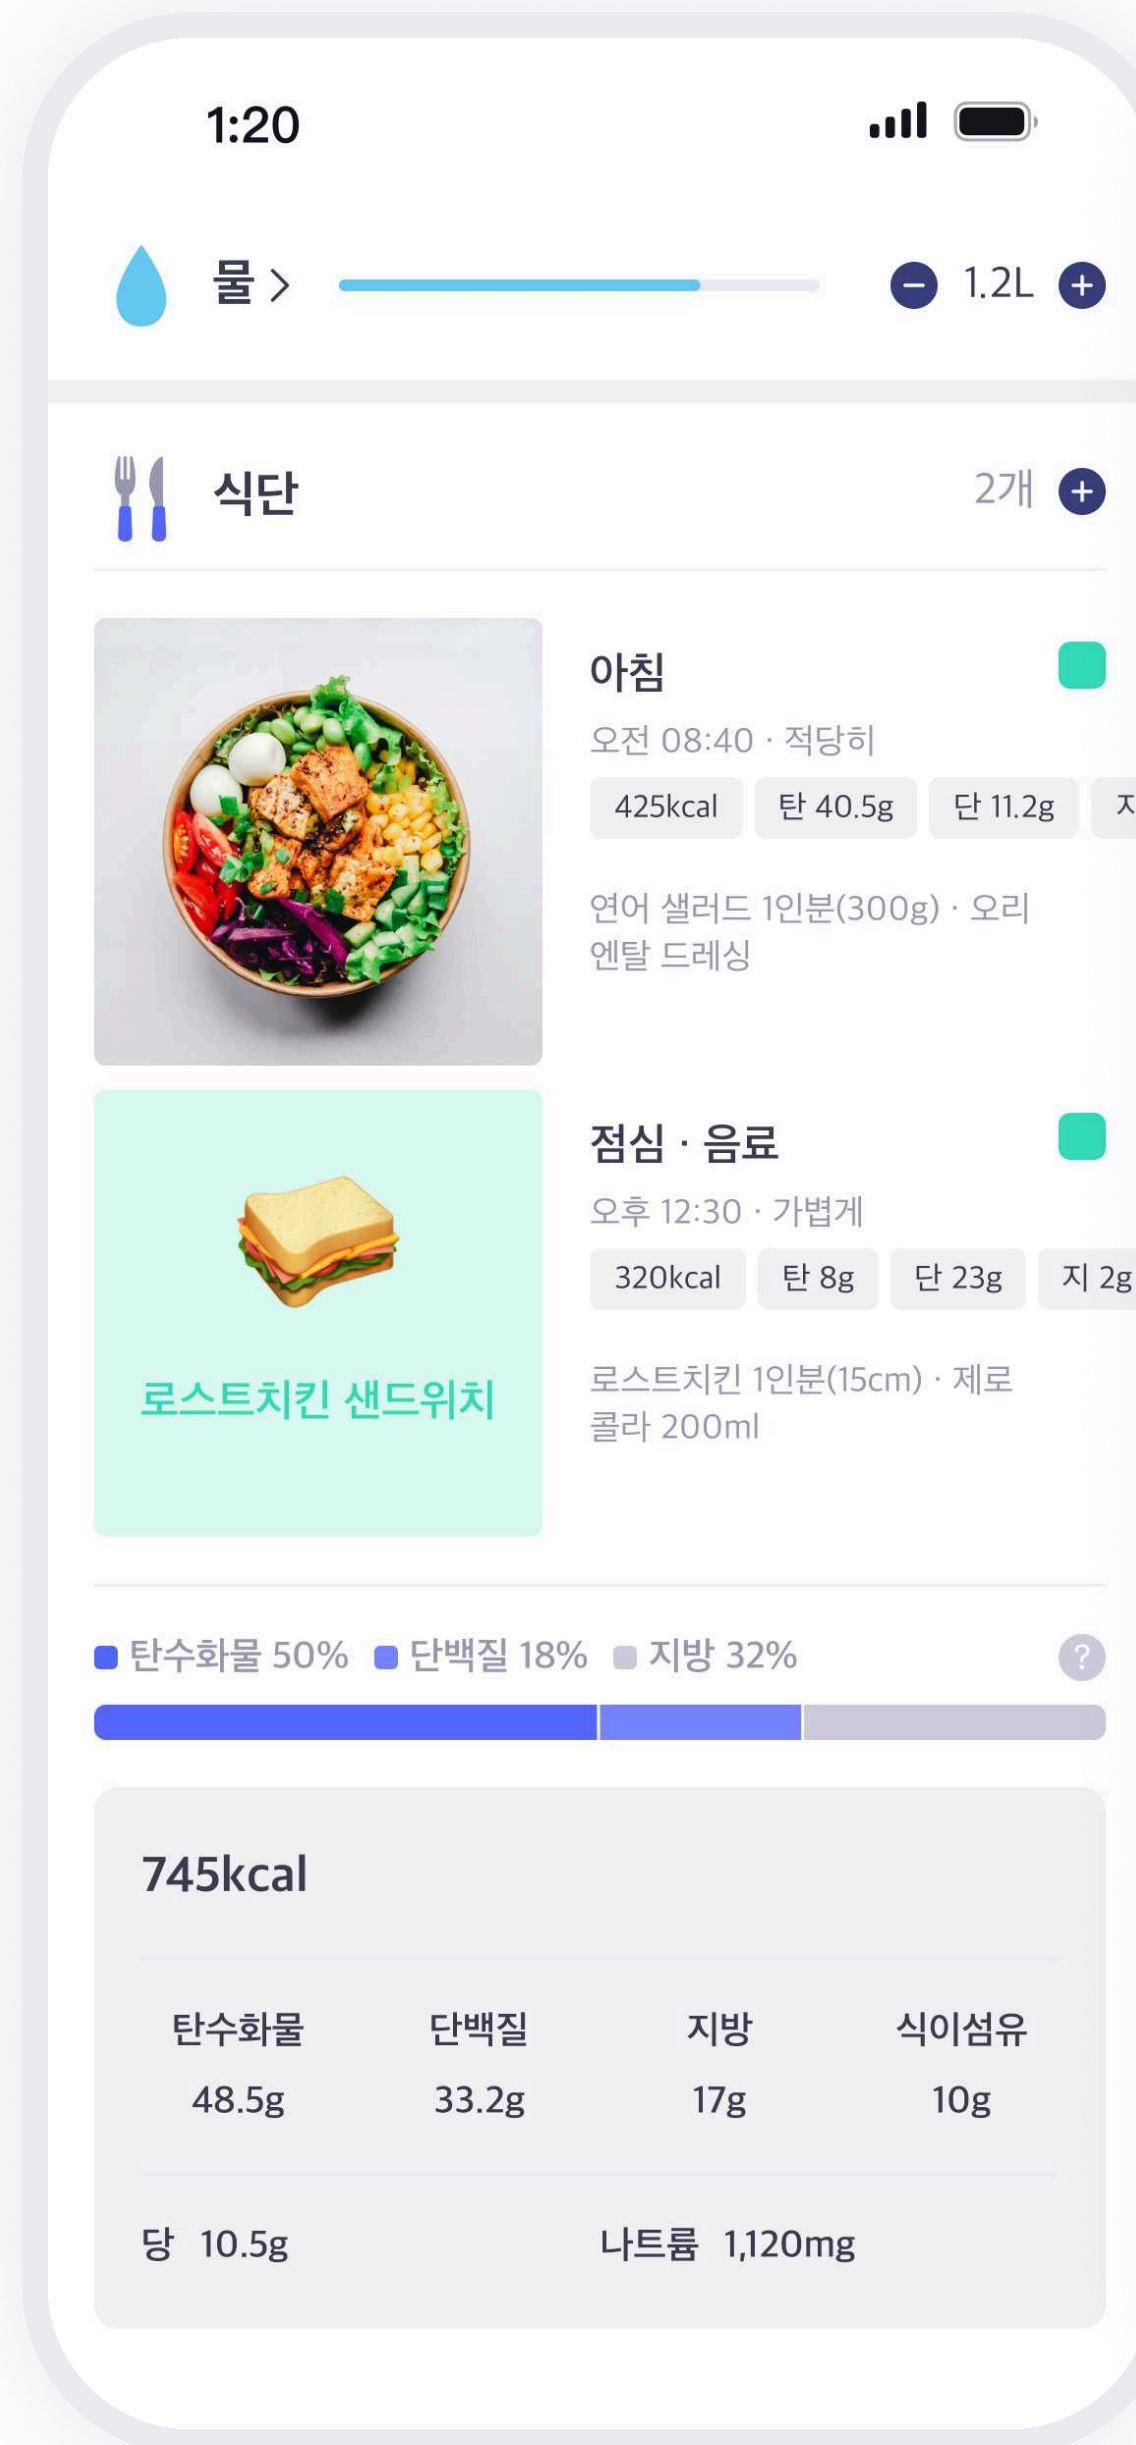 1:20
물 >
1.2L
식단
2개
아침
오전 08:40 · 적당히
425kcal 탄 40.5g 단 11.2g
연어 샐러드 1인분(300g) · 오리
엔탈 드레싱
로스트치킨 샌드위치
점심 · 음료
오후 12:30 · 가볍게
320kcal 탄 8g 단 23g 지 2g
로스트치킨 1인분(15cm) · 제로
콜라 200ml
탄수화물 50% 단백질 18% 지방 32% ?
745kcal
탄수화물 단백질 지방 식이섬유
48.5g 33.2g 17g 10g
당 10.5g 나트륨 1,120mg